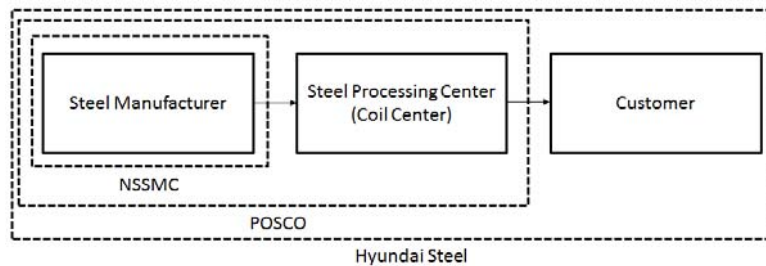 Steel Manufacturer
Steel Processing Center
(Coil Center)
Customer
NSSMC
POSCO
Hyundai Steel